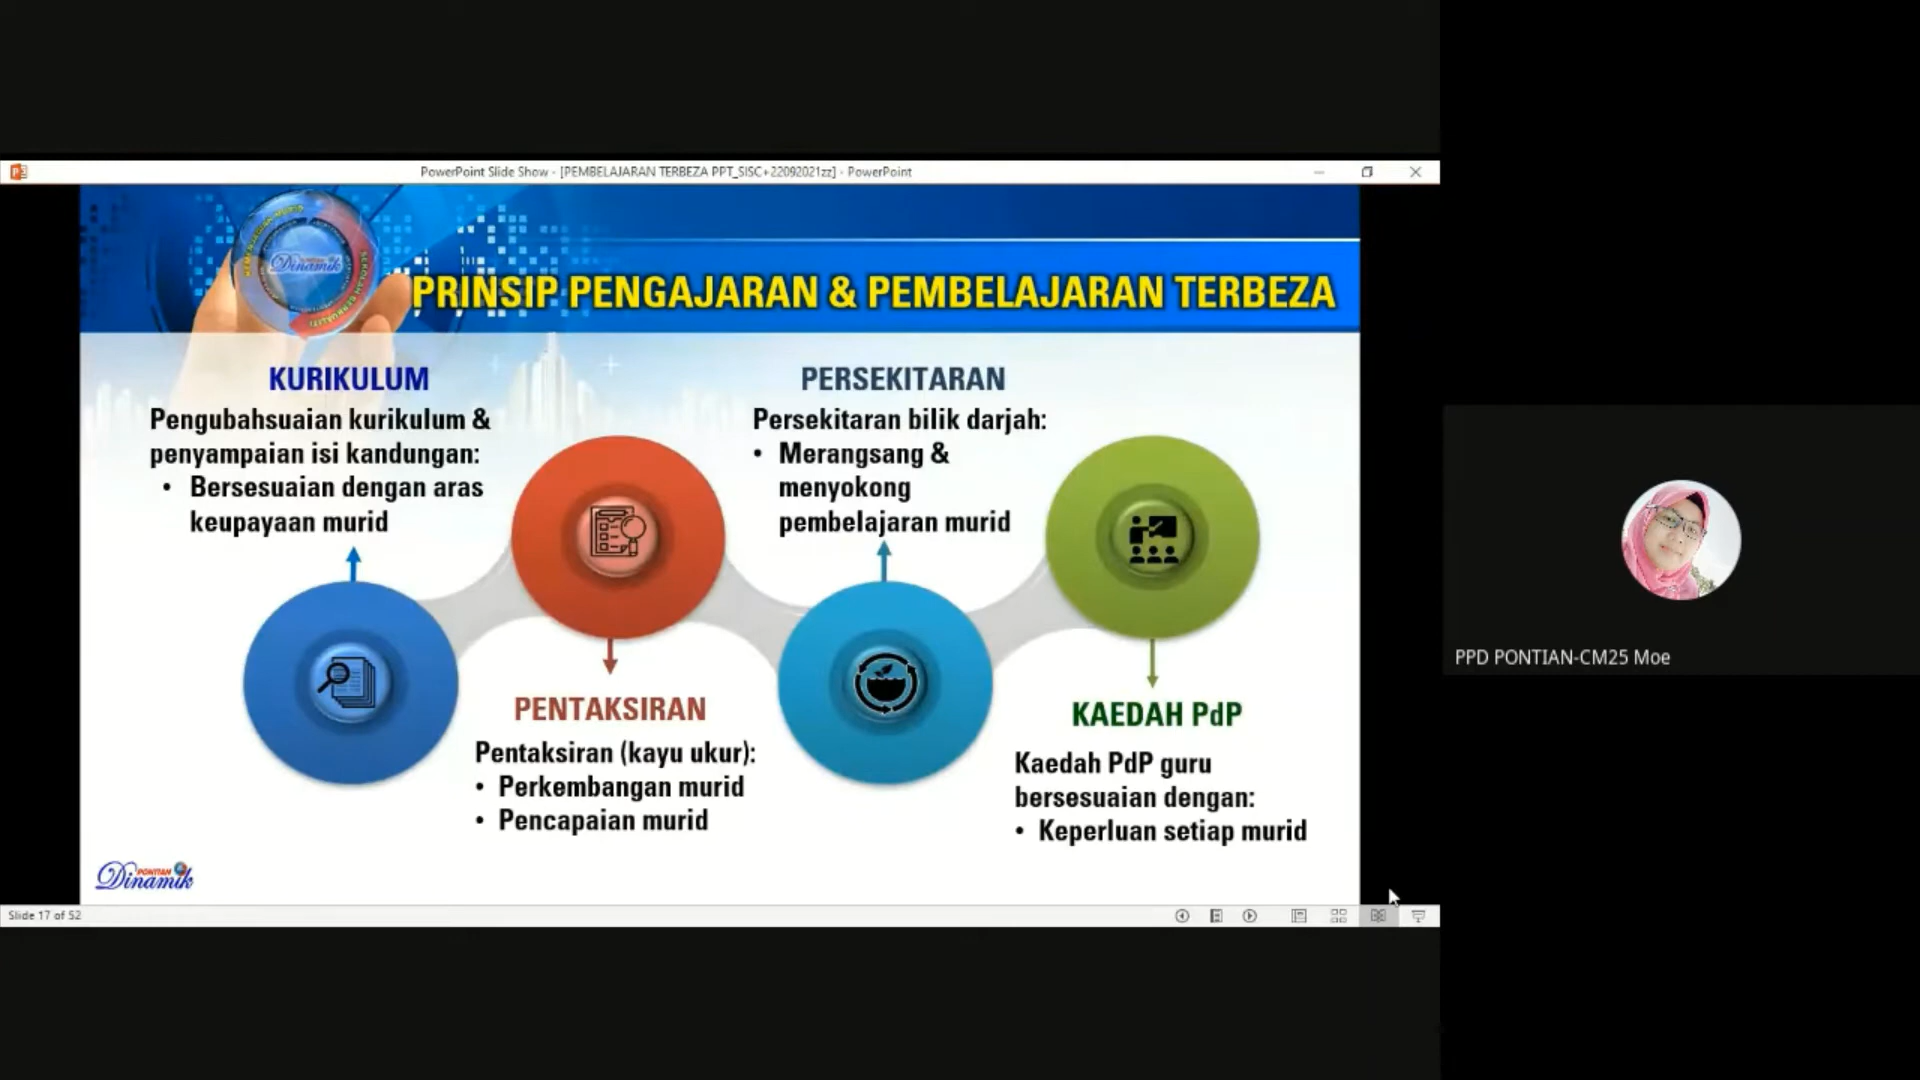 PowerPoint Slide Show - [PEMBELAJARAN TERBEZA PPT_SISC+22092021zz] - PowerPoint
Dinamik
PRINSIP PENGAJARAN & PEMBELAJARAN TERBEZA
KURIKULUM
Pengubahsuaian kurikulum &
penyampaian isi kandungan:
• Bersesuaian dengan aras
keupayaan murid
PERSEKITARAN
Persekitaran bilik darjah:
• Merangsang &
menyokong
pembelajaran murid
PENTAKSIRAN
Pentaksiran (kayu ukur):
• Perkembangan murid
• Pencapaian murid
KAEDAH PdP
Kaedah PdP guru
bersesuaian dengan:
• Keperluan setiap murid
PONTIAN
Dinamik
Slide 17 of 52
PPD PONTIAN-CM25 Moe